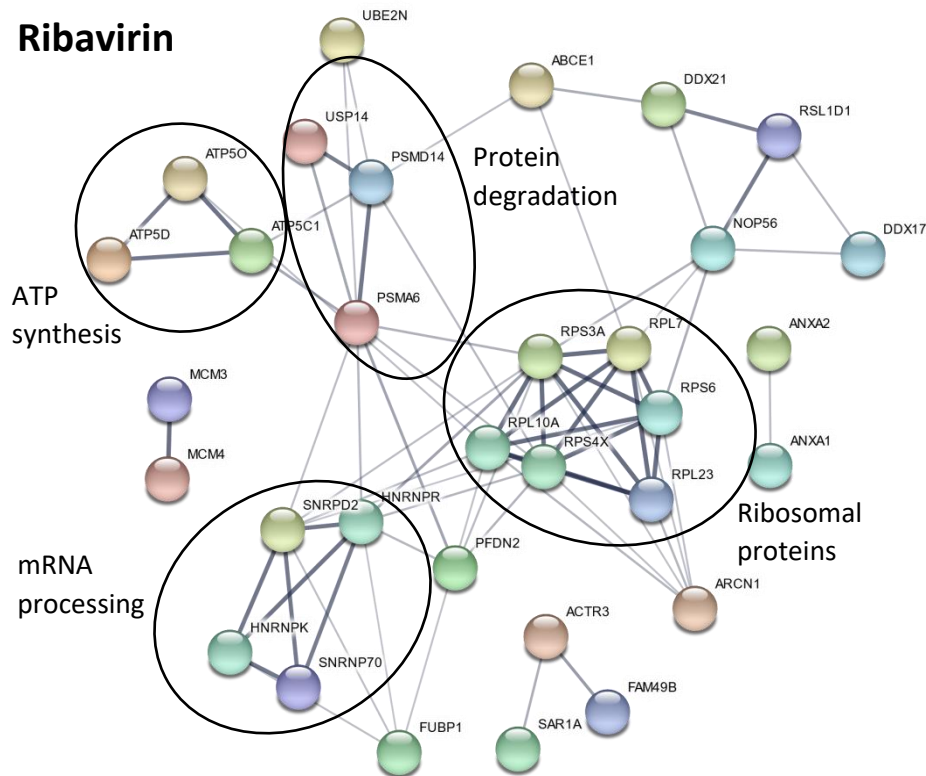 Ribavirin
UBE2N
ABCE1
DDX21
RSL1D1
USP14
PSMD14
Protein
degradation
ATP5O
ATP5D
ATP5C1
NOP56
DDX17
ATP
synthesis
PSMA6
RPS3A
RPL7
ANXA2
RPS6
MCM3
RPL10A
RPS4X
ANXA1
MCM4
RPL23
SNRPD2
HNRNPR
Ribosomal
proteins
PFDN2
mRNA
processing
ARCN1
ACTR3
HNRNPK
SNRNP70
FAM49B
FUBP1
SAR1A